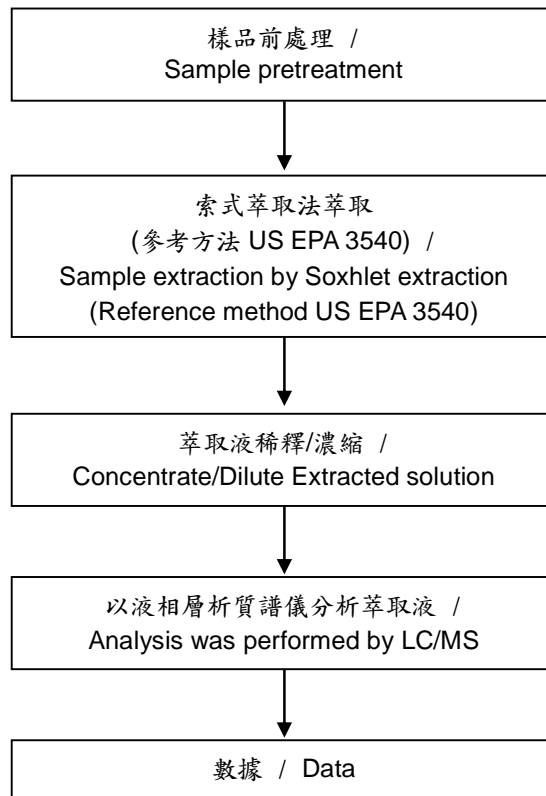 樣品前處理 /
Sample pretreatment
索式萃取法萃取
(參考方法 US EPA 3540) /
Sample extraction by Soxhlet extraction
(Reference method US EPA 3540)
萃取液稀釋/濃縮 /
Concentrate/Dilute Extracted solution
以液相層析質譜儀分析萃取液 /
Analysis was performed by LC/MS
數據 / Data